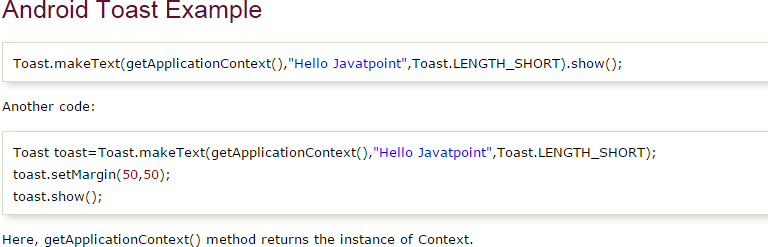 Android Toast Example
Toast.makeText(getApplicationContext(),"Hello Javatpoint",Toast.LENGTH_SHORT).show();
Another code:
Toast toast=Toast.makeText(getApplicationContext(),"Hello Javatpoint",Toast.LENGTH_SHORT);
toast.setMargin(50,50);
toast.show();
Here, getApplicationContext() method returns the instance of Context.